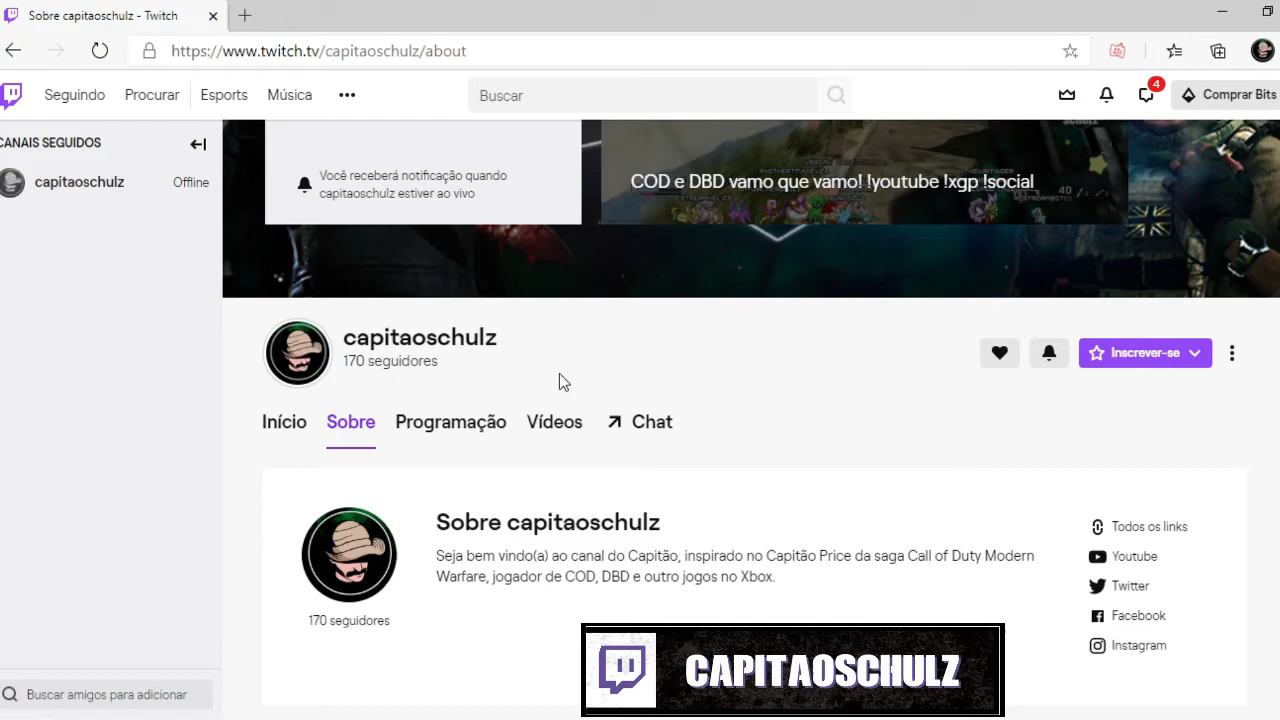 Sobre capitaoschulz - Twitch
https://www.twitch.tv/capitaoschulz/about
Seguindo
Procurar
Esports
Música
Buscar
4
Comprar Bits
CANAIS SEGUIDOS
capitaoschulz
Offline
Você receberá notificação quando
capitaoschulz estiver ao vivo
SCHULZ
COD e DBD vamo que vamo! !youtube !xgp !social
40
capitaoschulz
170 seguidores
Inscrever-se
Início
Sobre
Programação
Vídeos
Chat
Sobre capitaoschulz
Seja bem vindo(a) ao canal do Capitão, inspirado no Capitão Price da saga Call of Duty Modern
Warfare, jogador de COD, DBD e outro jogos no Xbox.
170 seguidores
Todos os links
Youtube
Twitter
Facebook
Instagram
CAPITAOSCHULZ
Buscar amigos para adicionar